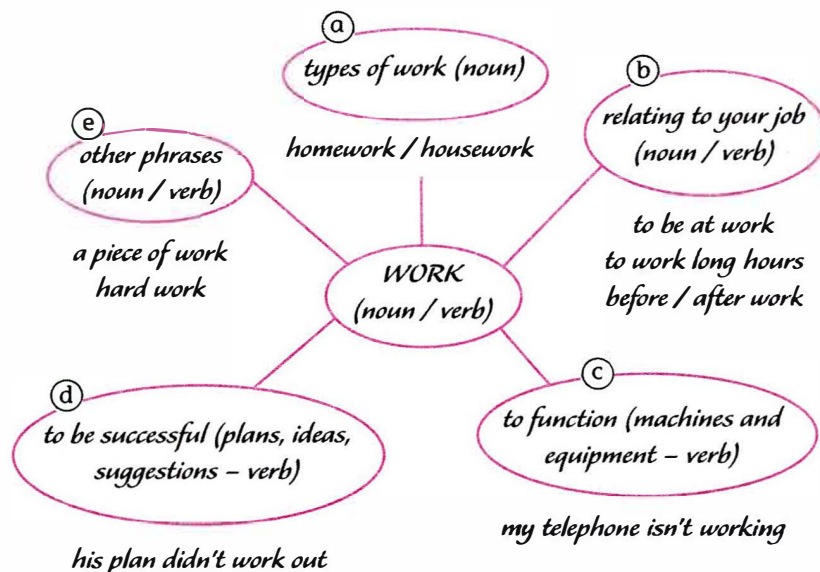 a
types of work (noun)
homework / housework
b
relating to your job
(noun / verb)
to be at work
to work long hours
before / after work
e
other phrases
(noun / verb)
a piece of work
hard work
WORK
(noun / verb)
c
to function (machines and
equipment – verb)
my telephone isn't working
d
to be successful (plans, ideas,
suggestions – verb)
his plan didn't work out